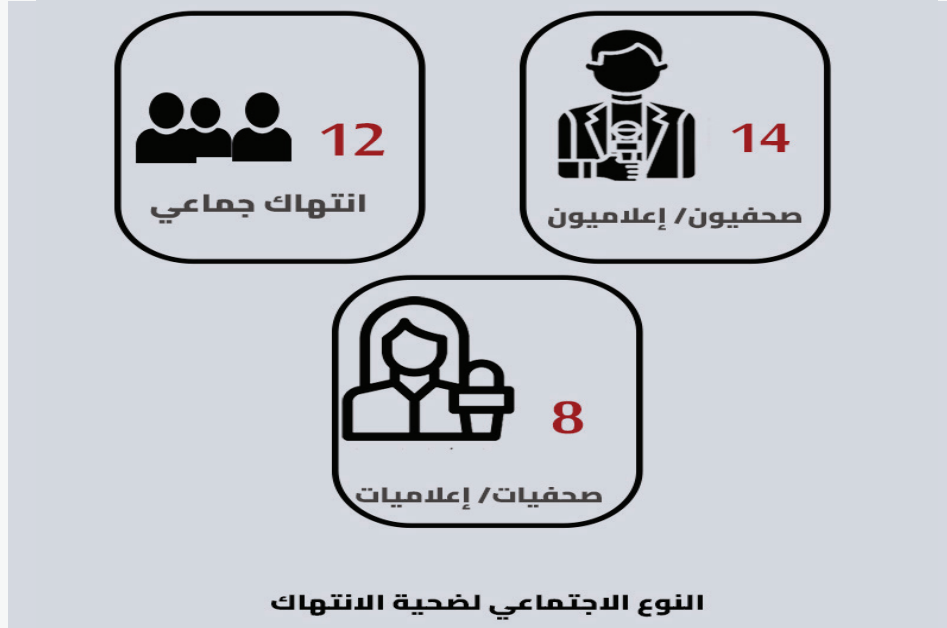 14
صحفيون/ إعلاميون
12
انتهاك جماعي
8
صحفيات/ إعلاميات
النوع الاجتماعي لضحية الانتهاك